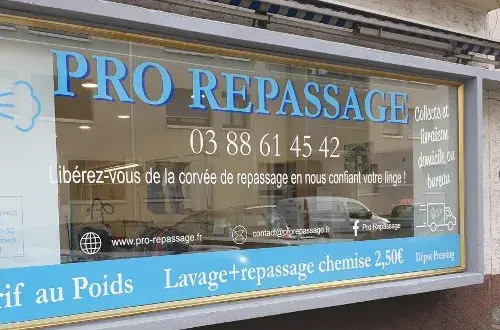 PRO REPASSAGE
03 88 61 45 42
Libérez-vous de la corvée de repassage en nous confiant votre linge !
Collecte et
livraison
domicile ou
bureau
www.pro-repassage.fr
contact@prorepassage.fr
Pro Repassage
rif au Poids
Lavage+repassage chemise 2,50€
Dépot Pressing